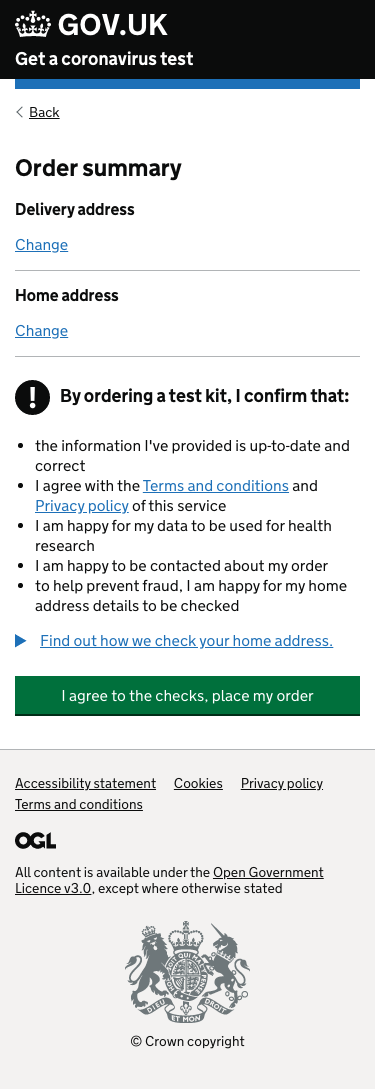 GOV.UK
Get a coronavirus test
Back
Order summary
Delivery address
Change
Home address
Change
! By ordering a test kit, I confirm that:
• the information I've provided is up-to-date and
correct
• I agree with the Terms and conditions and
Privacy policy of this service
• I am happy for my data to be used for health
research
• I am happy to be contacted about my order
• to help prevent fraud, I am happy for my home
address details to be checked
Find out how we check your home address.
I agree to the checks, place my order
Accessibility statement Cookies Privacy policy
Terms and conditions
OGL
All content is available under the Open Government
Licence v3.0, except where otherwise stated
DIEU ET MON DROIT
© Crown copyright